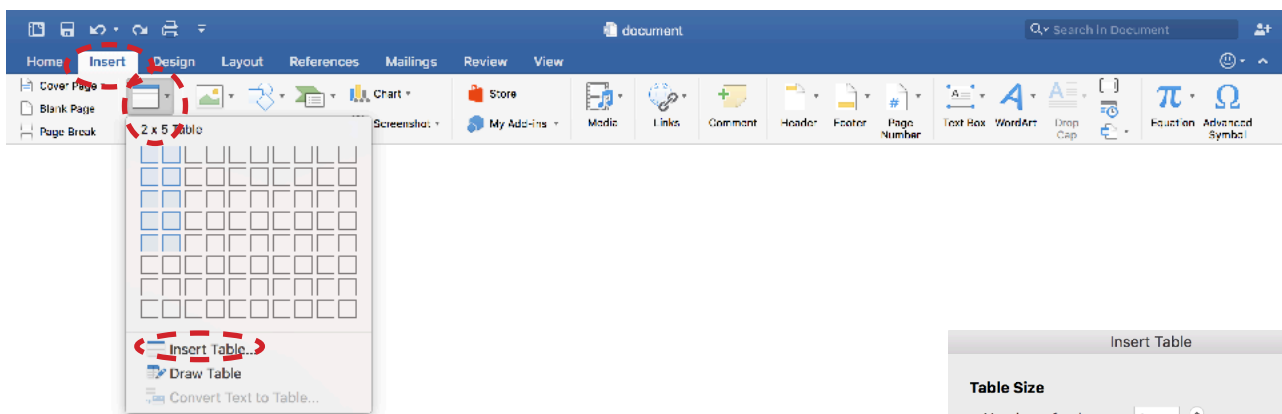 document
Search in Document
Home Insert Design Layout References Mailings Review View
Cover Page
Blank Page
Page Break
2 x 5 Table
Chart
Screenshot
Store
My Add-ins
Media
Links
Comment
Header
Footer
Page
Number
Text Box
WordArt
Drop
Cap
Equation
Advanced
Symbol
Insert Table...
Draw Table
Convert Text to Table...
Insert Table
Table Size